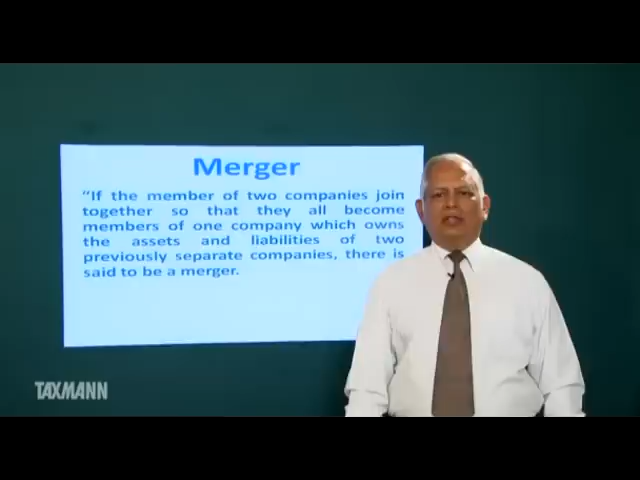 Merger
“If the member of two companies join
together so that they all become
members of one company which owns
the assets and liabilities of two
previously separate companies, there is
said to be a merger.
TAXMANN